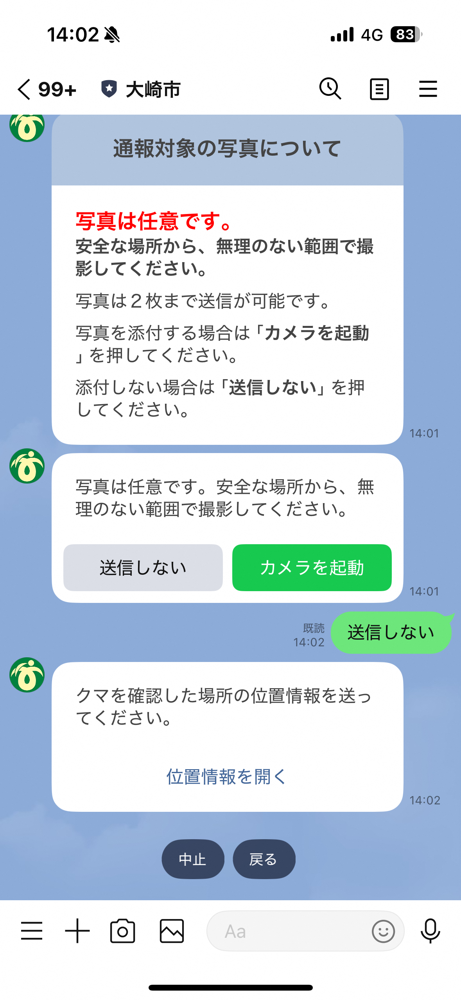 14:02
4G
83
99+
大崎市
通報対象の写真について
写真は任意です。
安全な場所から、無理のない範囲で撮
影してください。
写真は２枚まで送信が可能です。
写真を添付する場合は「カメラを起動
」を押してください。
添付しない場合は「送信しない」を押
してください。
14:01
写真は任意です。安全な場所から、無
理のない範囲で撮影してください。
送信しない
カメラを起動
14:01
既読
14:02
送信しない
クマを確認した場所の位置情報を送っ
てください。
位置情報を開く
14:02
中止
戻る
Aa